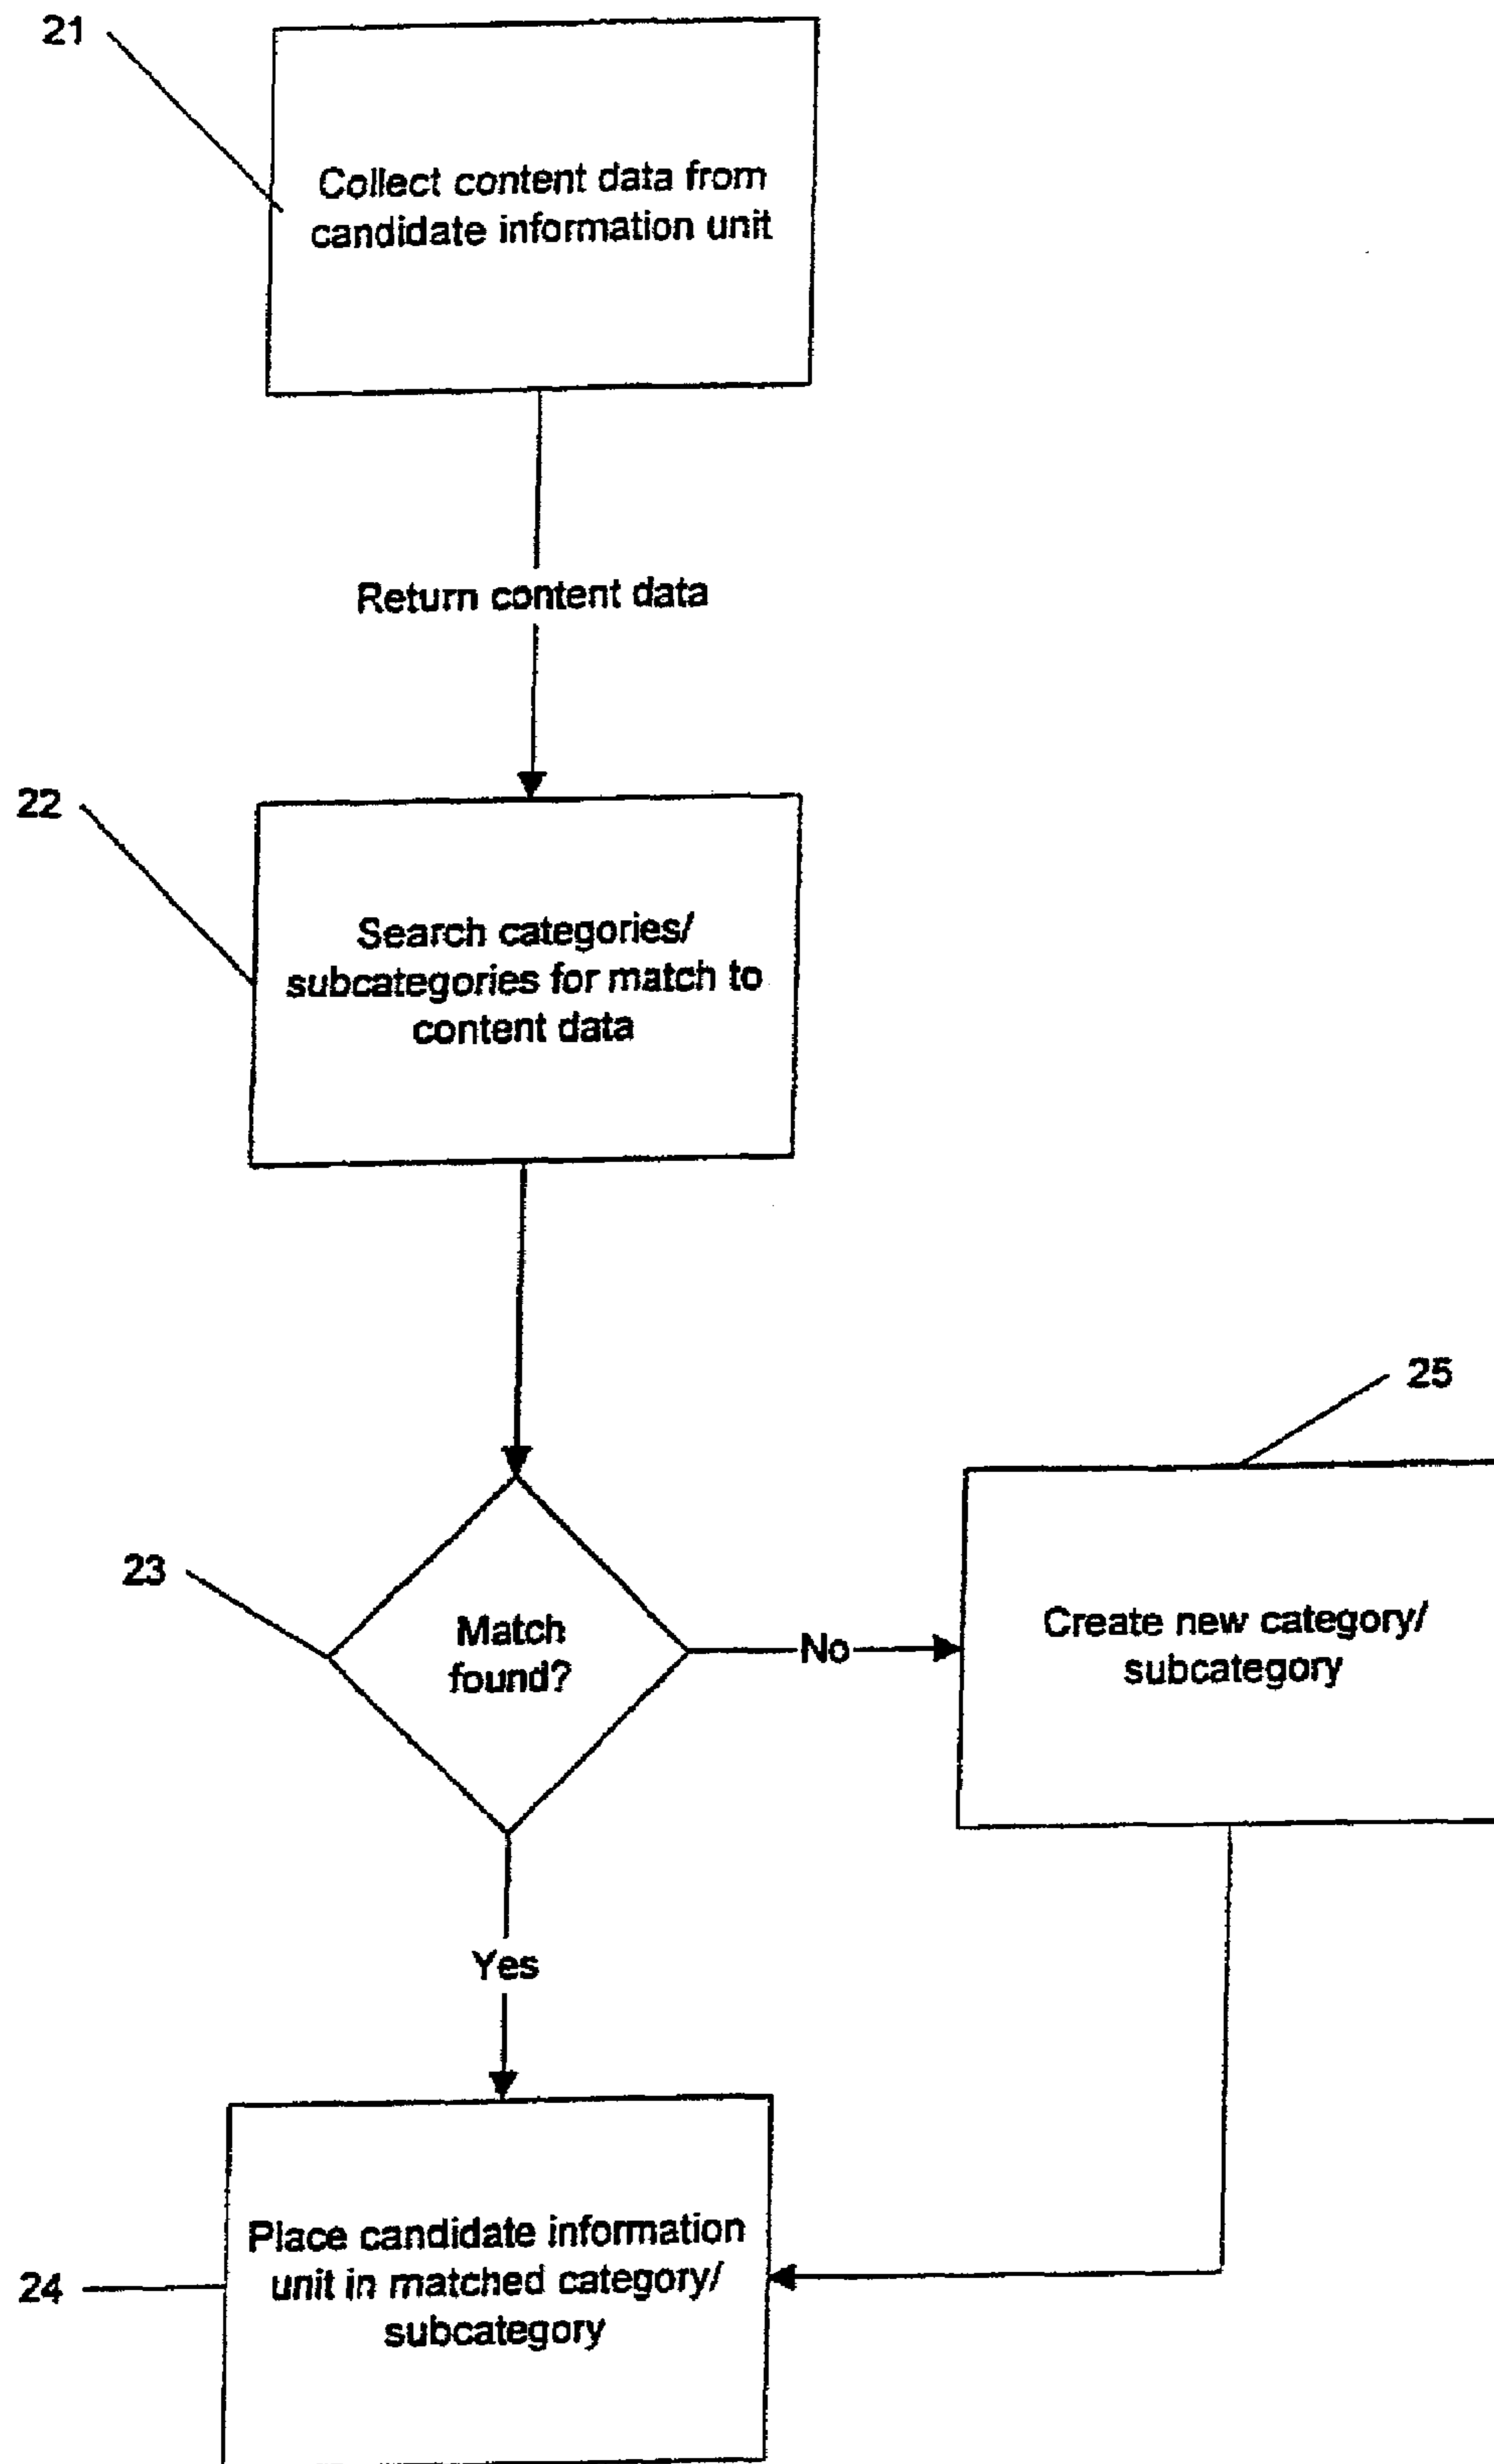 21
Collect content data from
candidate information unit
Return content data
22
Search categories/
subcategories for match to
content data
23
Match
found?
No
25
Create new category/
subcategory
Yes
24
Place candidate information
unit in matched category/
subcategory